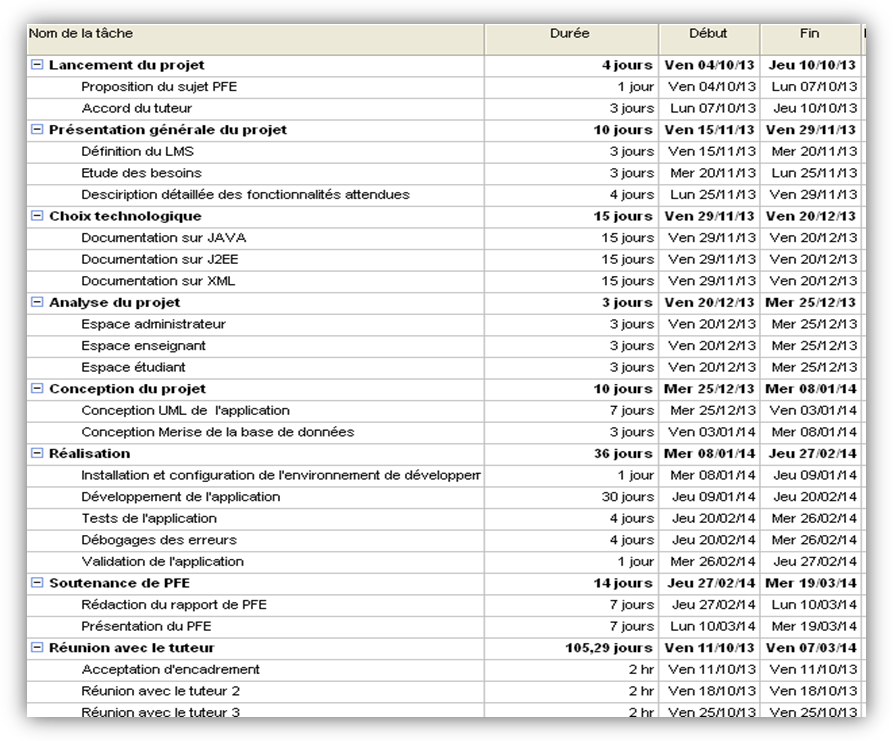 Nom de la tâche Durée Début Fin
Lancement du projet 4 jours Ven 04/10/13 Jeu 10/10/13
Proposition du sujet PFE 1 jour Ven 04/10/13 Lun 07/10/13
Accord du tuteur 3 jours Lun 07/10/13 Jeu 10/10/13
Présentation générale du projet 10 jours Ven 15/11/13 Ven 29/11/13
Définition du LMS 3 jours Ven 15/11/13 Mer 20/11/13
Etude des besoins 3 jours Mer 20/11/13 Lun 25/11/13
Desciription détaillée des fonctionnalités attendues 4 jours Lun 25/11/13 Ven 29/11/13
Choix technologique 15 jours Ven 29/11/13 Ven 20/12/13
Documentation sur JAVA 15 jours Ven 29/11/13 Ven 20/12/13
Documentation sur J2EE 15 jours Ven 29/11/13 Ven 20/12/13
Documentation sur XML 15 jours Ven 29/11/13 Ven 20/12/13
Analyse du projet 3 jours Ven 20/12/13 Mer 25/12/13
Espace administrateur 3 jours Ven 20/12/13 Mer 25/12/13
Espace enseignant 3 jours Ven 20/12/13 Mer 25/12/13
Espace étudiant 3 jours Ven 20/12/13 Mer 25/12/13
Conception du projet 10 jours Mer 25/12/13 Mer 08/01/14
Conception UML de l'application 7 jours Mer 25/12/13 Ven 03/01/14
Conception Merise de la base de données 3 jours Ven 03/01/14 Mer 08/01/14
Réalisation 36 jours Mer 08/01/14 Jeu 27/02/14
Installation et configuration de l'environnement de développem 1 jour Mer 08/01/14 Jeu 09/01/14
Développement de l'application 30 jours Jeu 09/01/14 Jeu 20/02/14
Tests de l'application 4 jours Jeu 20/02/14 Mer 26/02/14
Débogages des erreurs 4 jours Jeu 20/02/14 Mer 26/02/14
Validation de l'application 1 jour Mer 26/02/14 Jeu 27/02/14
Soutenance de PFE 14 jours Jeu 27/02/14 Mer 19/03/14
Rédaction du rapport de PFE 7 jours Jeu 27/02/14 Lun 10/03/14
Présentation du PFE 7 jours Lun 10/03/14 Mer 19/03/14
Réunion avec le tuteur 105,29 jours Ven 11/10/13 Ven 07/03/14
Acceptation d'encadrement 2 hr Ven 11/10/13 Ven 11/10/13
Réunion avec le tuteur 2 2 hr Ven 18/10/13 Ven 18/10/13
Réunion avec le tuteur 3 2 hr Ven 25/10/13 Ven 25/10/13